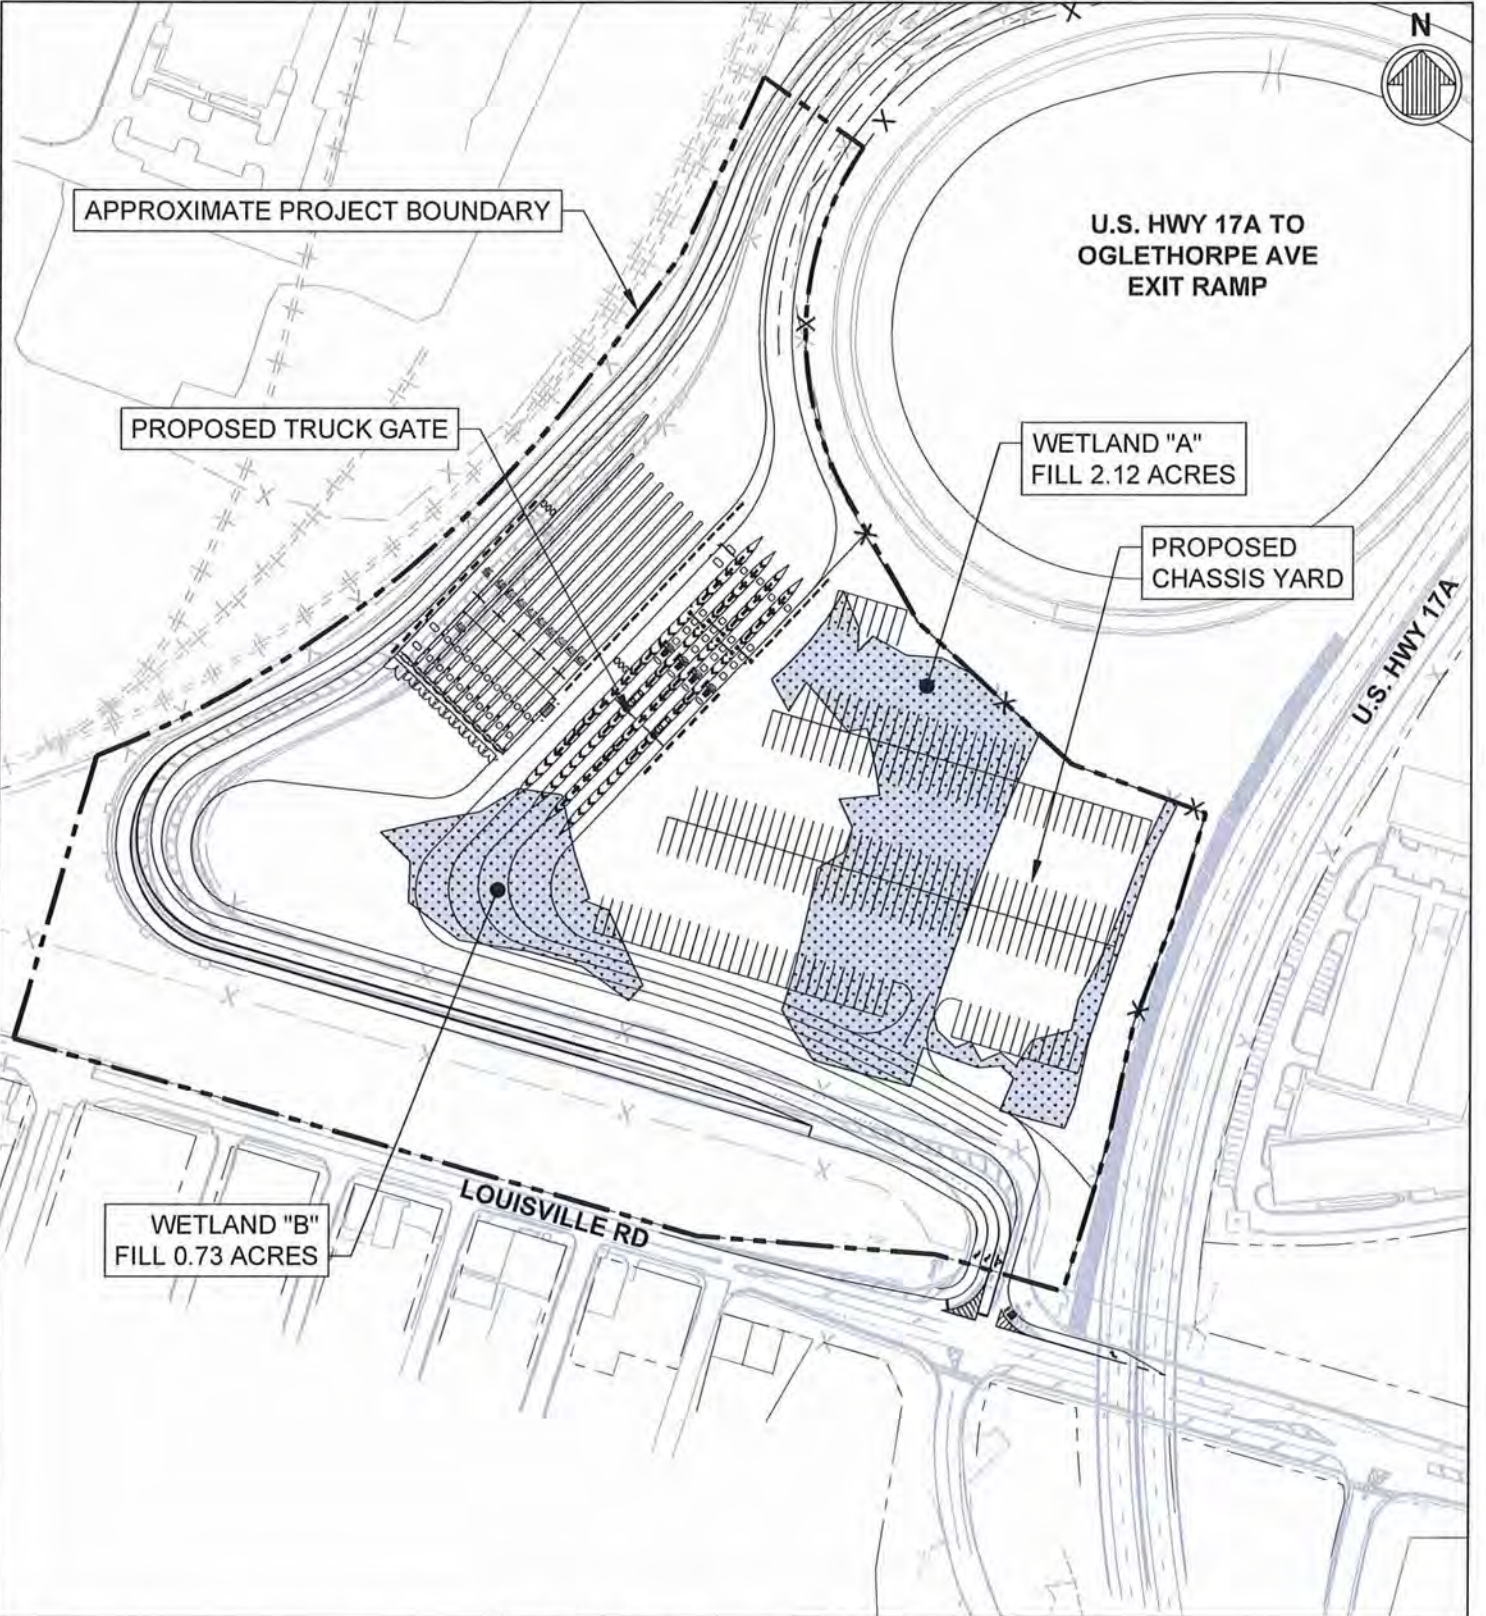 N
APPROXIMATE PROJECT BOUNDARY
U.S. HWY 17A TO
OGLETHORPE AVE
EXIT RAMP
PROPOSED TRUCK GATE
WETLAND "A"
FILL 2.12 ACRES
PROPOSED
CHASSIS YARD
U.S. HWY 17A
WETLAND "B"
FILL 0.73 ACRES
LOUISVILLE RD